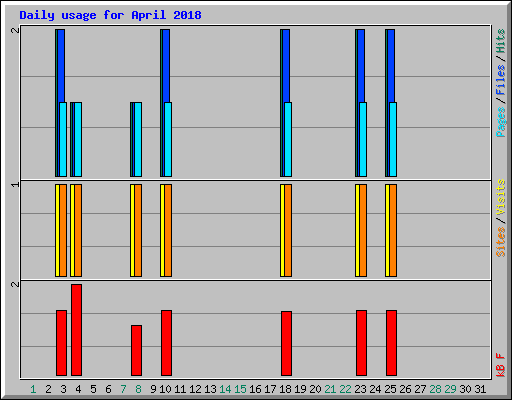 Daily usage for April 2018
2
Pages / Files / Hits
1
Sites / Visits
2
kB F
1 2 3 4 5 6 7 8 9 10 11 12 13 14 15 16 17 18 19 20 21 22 23 24 25 26 27 28 29 30 31